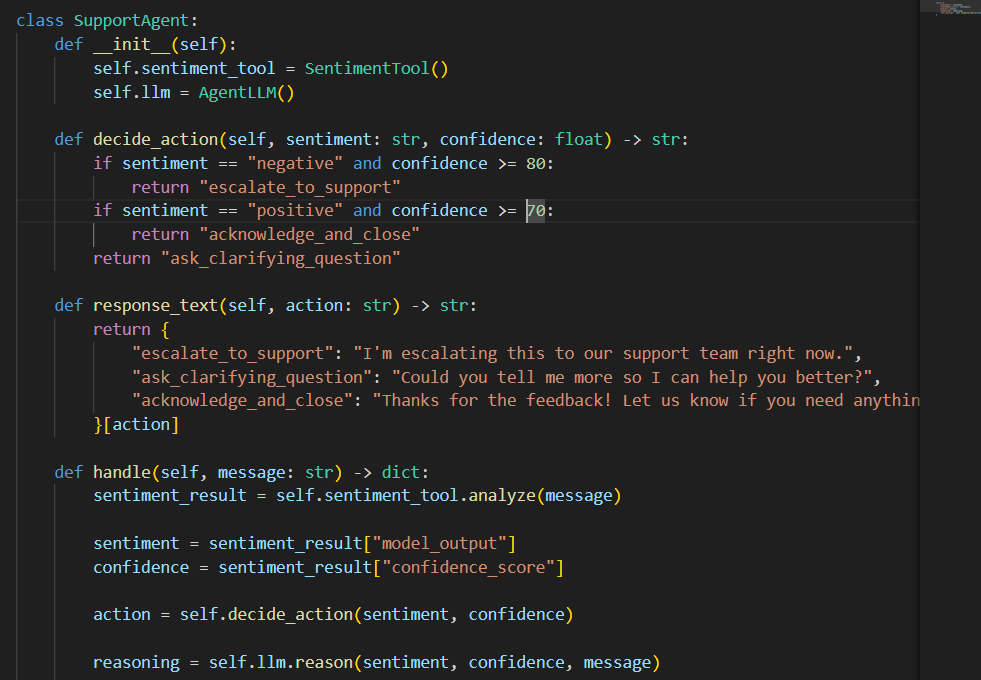 class SupportAgent:
    def __init__(self):
        self.sentiment_tool = SentimentTool()
        self.llm = AgentLLM()

    def decide_action(self, sentiment: str, confidence: float) -> str:
        if sentiment == "negative" and confidence >= 80:
            return "escalate_to_support"
        if sentiment == "positive" and confidence >= 70:
            return "acknowledge_and_close"
        return "ask_clarifying_question"

    def response_text(self, action: str) -> str:
        return {
            "escalate_to_support": "I'm escalating this to our support team right now.",
            "ask_clarifying_question": "Could you tell me more so I can help you better?",
            "acknowledge_and_close": "Thanks for the feedback! Let us know if you need anythin
        }[action]

    def handle(self, message: str) -> dict:
        sentiment_result = self.sentiment_tool.analyze(message)

        sentiment = sentiment_result["model_output"]
        confidence = sentiment_result["confidence_score"]

        action = self.decide_action(sentiment, confidence)

        reasoning = self.llm.reason(sentiment, confidence, message)